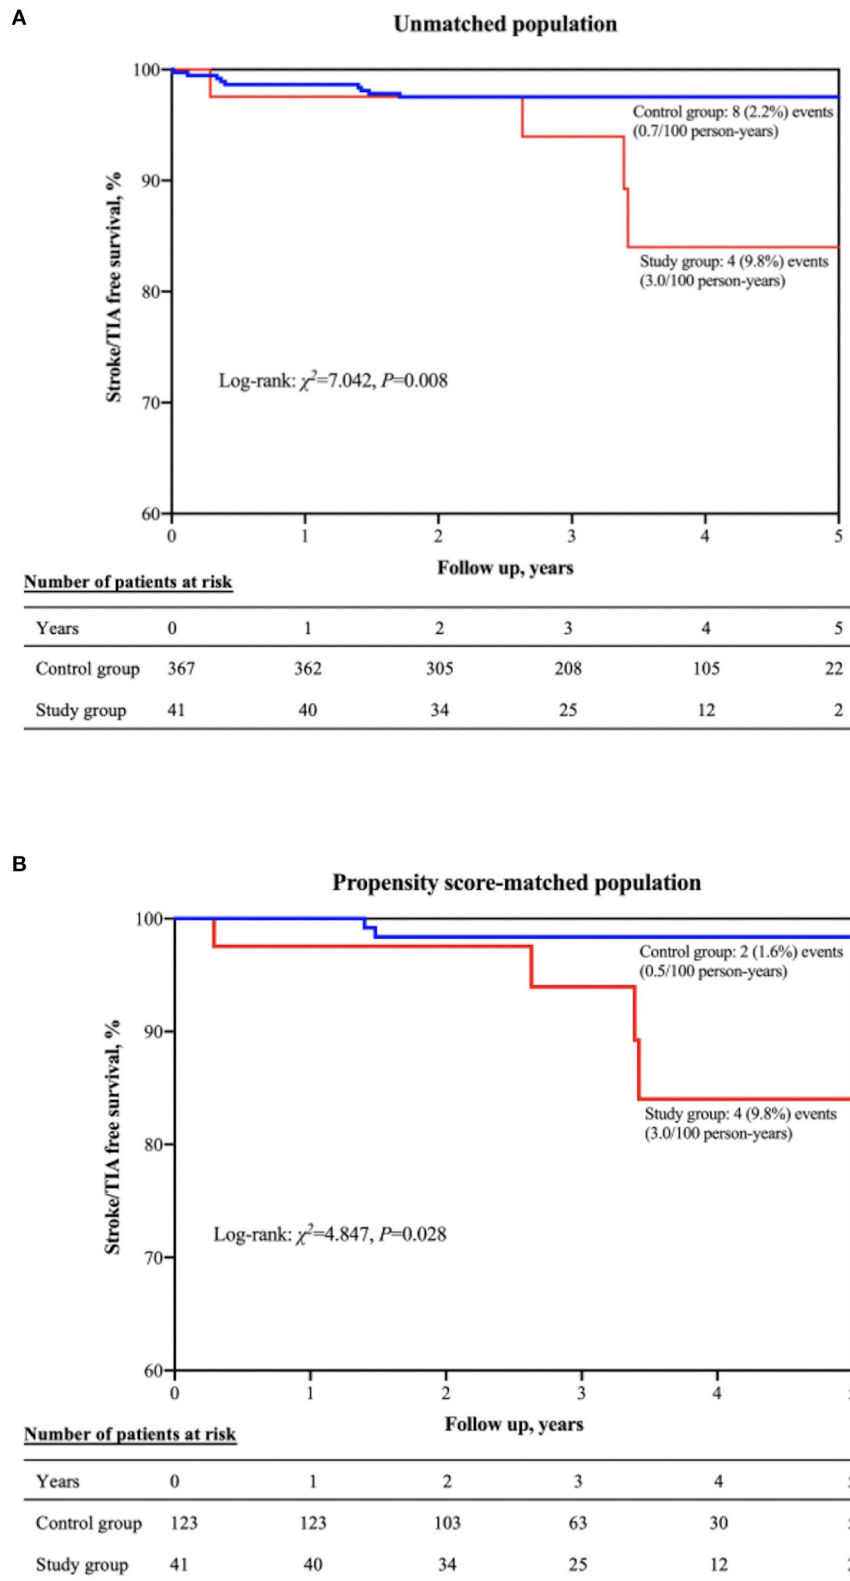 A
Unmatched population
100
90
80
70
60
Stroke/TIA free survival, %
Control group: 8 (2.2%) events
(0.7/100 person-years)
Study group: 4 (9.8%) events
(3.0/100 person-years)
Log-rank: χ²=7.042, P=0.008
0 1 2 3 4 5
Follow up, years
Number of patients at risk
Years 0 1 2 3 4 5
Control group 367 362 305 208 105 22
Study group 41 40 34 25 12 2
B
Propensity score-matched population
100
90
80
70
60
Stroke/TIA free survival, %
Control group: 2 (1.6%) events
(0.5/100 person-years)
Study group: 4 (9.8%) events
(3.0/100 person-years)
Log-rank: χ²=4.847, P=0.028
0 1 2 3 4
Follow up, years
Number of patients at risk
Years 0 1 2 3 4
Control group 123 123 103 63 30
Study group 41 40 34 25 12